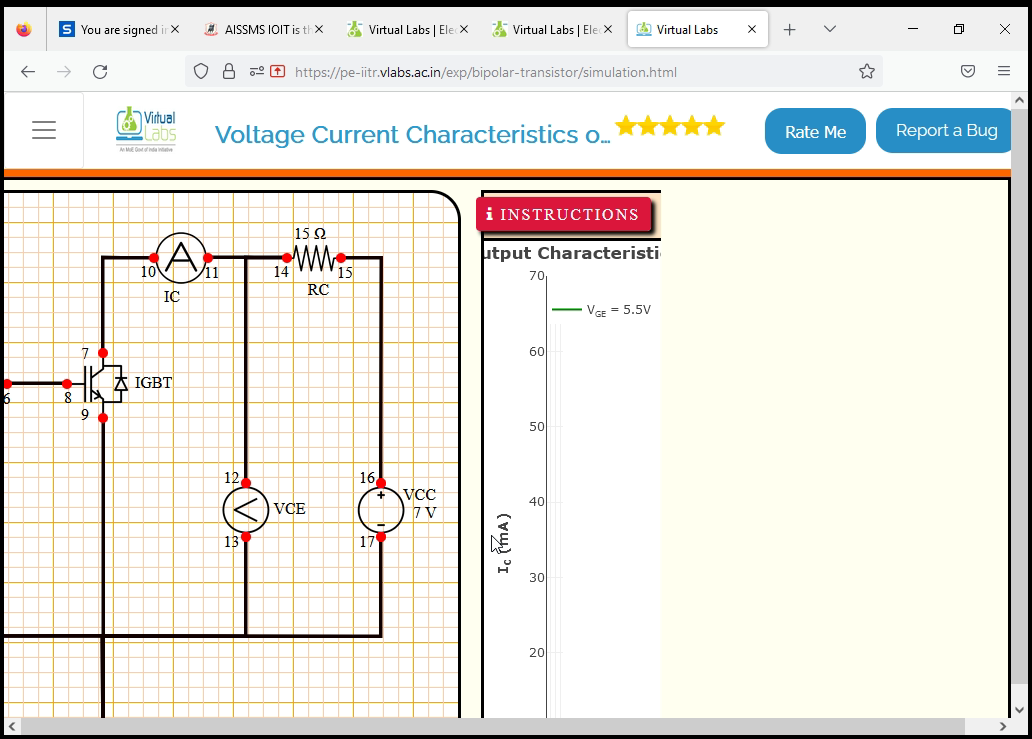 You are signed i
AISSMS IOIT is th
Virtual Labs | Ele
Virtual Labs | Ele
Virtual Labs
https://pe-iitr.vlabs.ac.in/exp/bipolar-transistor/simulation.html
Virtual
Labs
An MoE Govt of India Initiative
Voltage Current Characteristics o...
Rate Me
Report a Bug
INSTRUCTIONS
utput Characteristi
70
VGE = 5.5V
60
50
40
30
20
Ic (mA)
15 Ω
10
11
14
15
IC
RC
7
IGBT
6
8
9
12
16
VCC
7 V
VCE
13
17